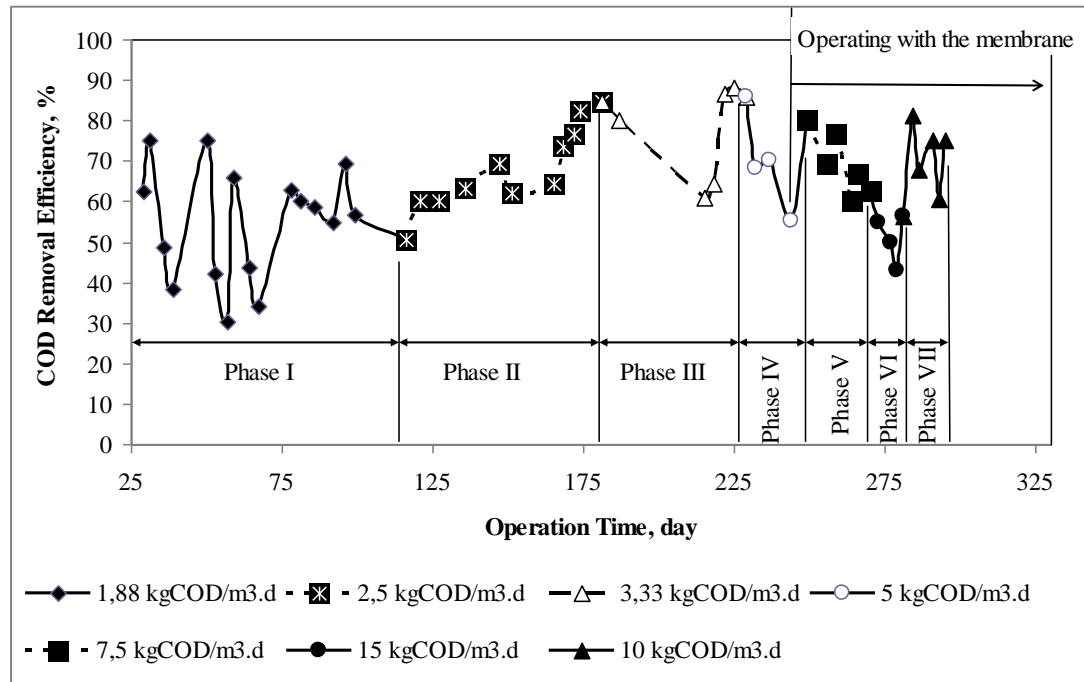 Operating with the membrane
COD Removal Efficiency, %
100
90
80
70
60
50
40
30
20
10
0
Phase I
Phase II
Phase III
Phase IV
Phase V
Phase VI
Phase VII
25
75
125
175
225
275
325
Operation Time, day
1,88 kgCOD/m3.d
2,5 kgCOD/m3.d
3,33 kgCOD/m3.d
5 kgCOD/m3.d
7,5 kgCOD/m3.d
15 kgCOD/m3.d
10 kgCOD/m3.d